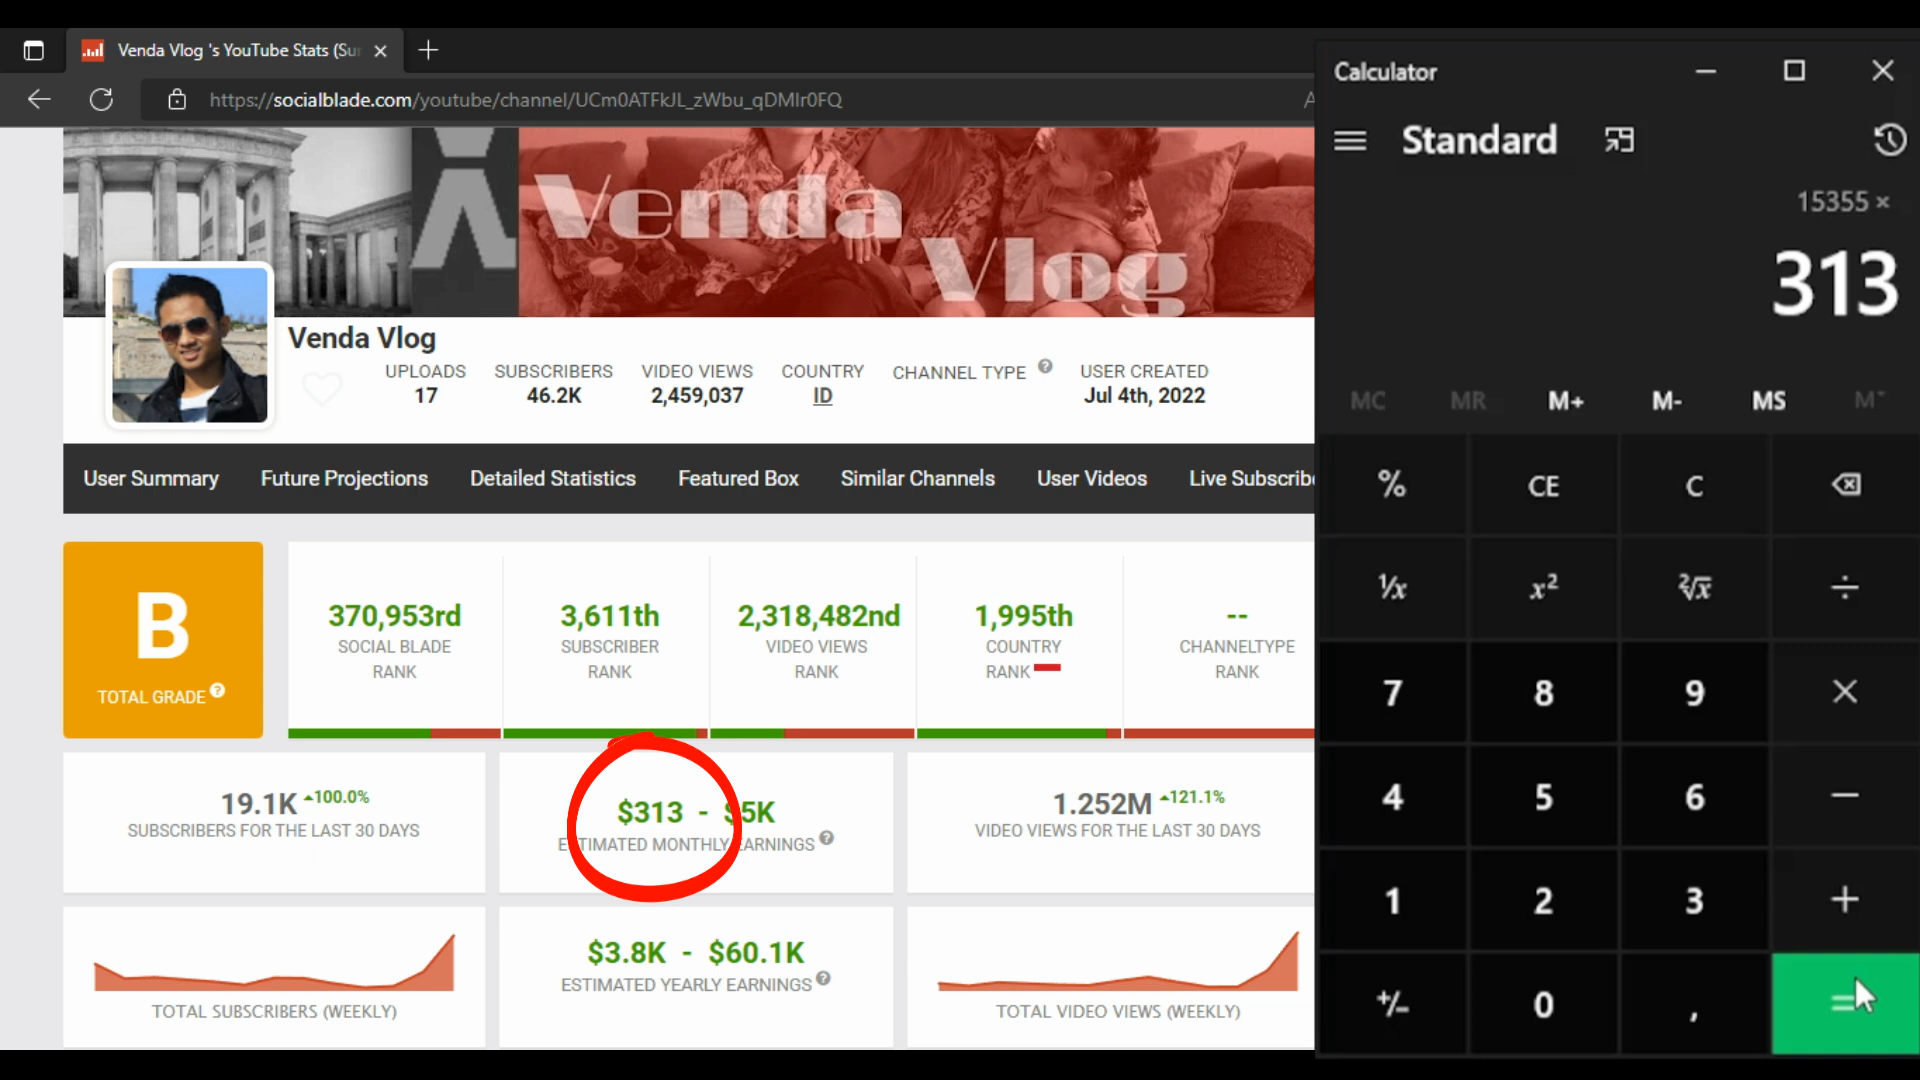 Venda Vlog 's YouTube Stats (Su
https://socialblade.com/youtube/channel/UCm0ATFkJL_zWbu_qDMIr0FQ
A
Venda
Vlog
Venda Vlog
UPLOADS
17
SUBSCRIBERS
46.2K
VIDEO VIEWS
2,459,037
COUNTRY
ID
CHANNEL TYPE ?
USER CREATED
Jul 4th, 2022
User Summary Future Projections Detailed Statistics Featured Box Similar Channels User Videos Live Subscribe
B
TOTAL GRADE ?
370,953rd
SOCIAL BLADE
RANK
3,611th
SUBSCRIBER
RANK
2,318,482nd
VIDEO VIEWS
RANK
1,995th
COUNTRY
RANK
--
CHANNELTYPE
RANK
19.1K 100.0%
SUBSCRIBERS FOR THE LAST 30 DAYS
$313 - $5K
ESTIMATED MONTHLY EARNINGS ?
1.252M 121.1%
VIDEO VIEWS FOR THE LAST 30 DAYS
TOTAL SUBSCRIBERS (WEEKLY)
$3.8K - $60.1K
ESTIMATED YEARLY EARNINGS ?
TOTAL VIDEO VIEWS (WEEKLY)
Calculator
Standard
15355 ×
313
MC MR M+ M- MS M˅
% CE C
⅟x x² ²√x ÷
7 8 9 ×
4 5 6 −
1 2 3 +
+/− 0 , =